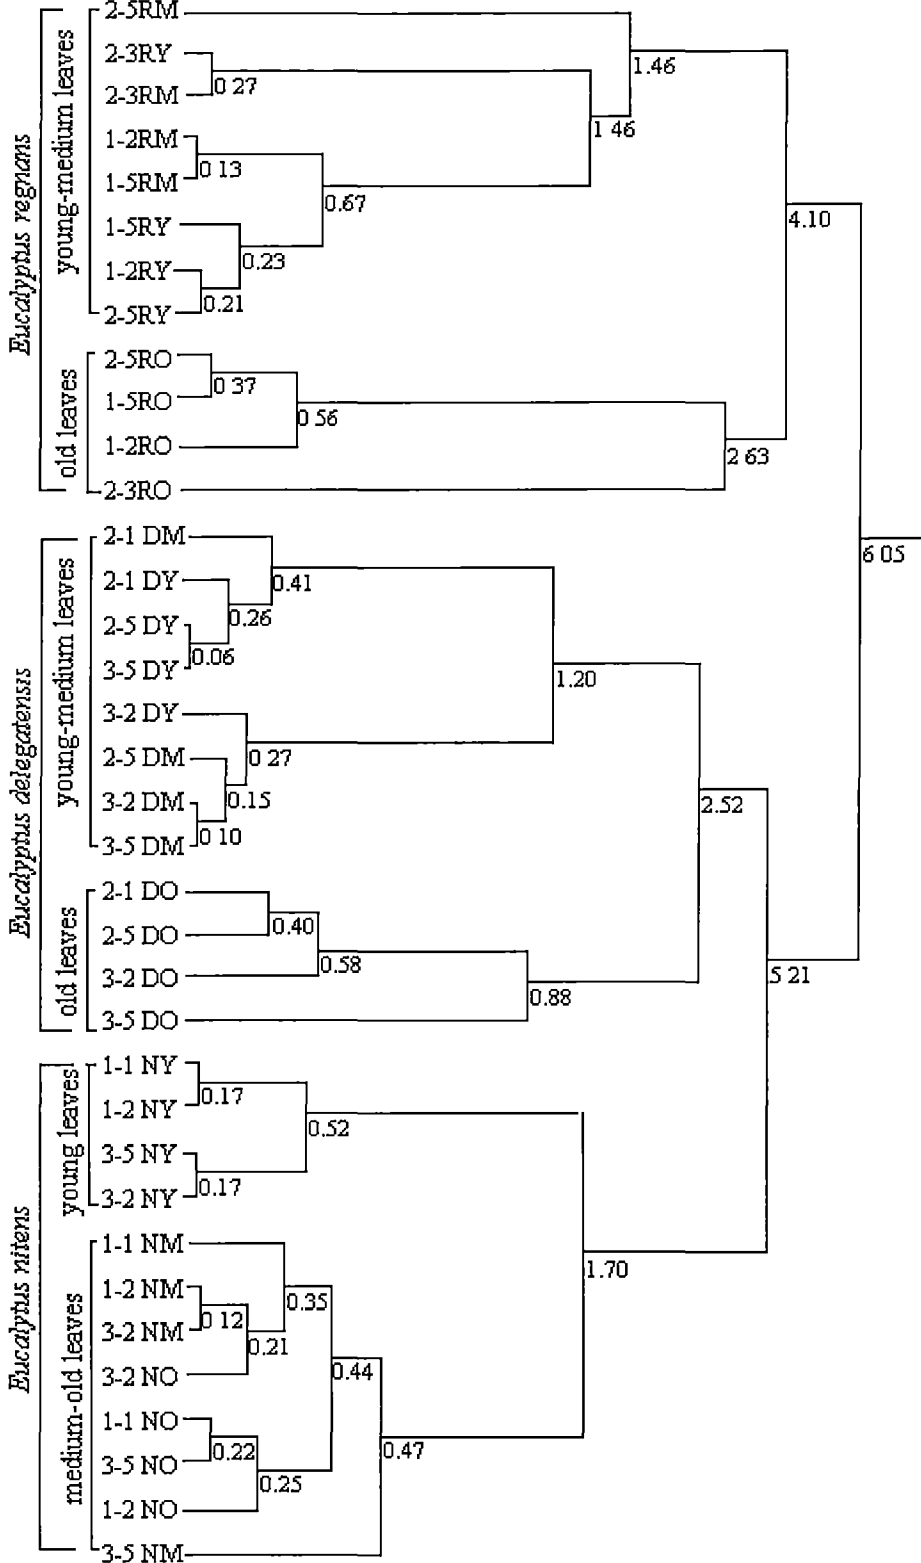 Eucalyptus regnans
young-medium leaves
2-5RM
1.46
2-3RY
0 27
2-3RM
1 46
1-2RM
0 13
1-5RM
0.67
4.10
1-5RY
0.23
1-2RY
0.21
2-5RY
old leaves
2-5RO
0 37
1-5RO
0 56
1-2RO
2 63
2-3RO
Eucalyptus delegatensis
young-medium leaves
2-1 DM
6 05
2-1 DY
0.41
0.26
2-5 DY
0.06
3-5 DY
1.20
3-2 DY
2-5 DM
0 27
3-2 DM
0.15
2.52
0 10
3-5 DM
old leaves
2-1 DO
0.40
2-5 DO
0.58
3-2 DO
5 21
0.88
3-5 DO
Eucalytus nitens
young leaves
1-1 NY
0.17
1-2 NY
0.52
3-5 NY
0.17
3-2 NY
medium-old leaves
1-1 NM
1.70
1-2 NM
0.35
0 12
3-2 NM
0.21
3-2 NO
0.44
1-1 NO
0.22
0.47
3-5 NO
0.25
1-2 NO
3-5 NM